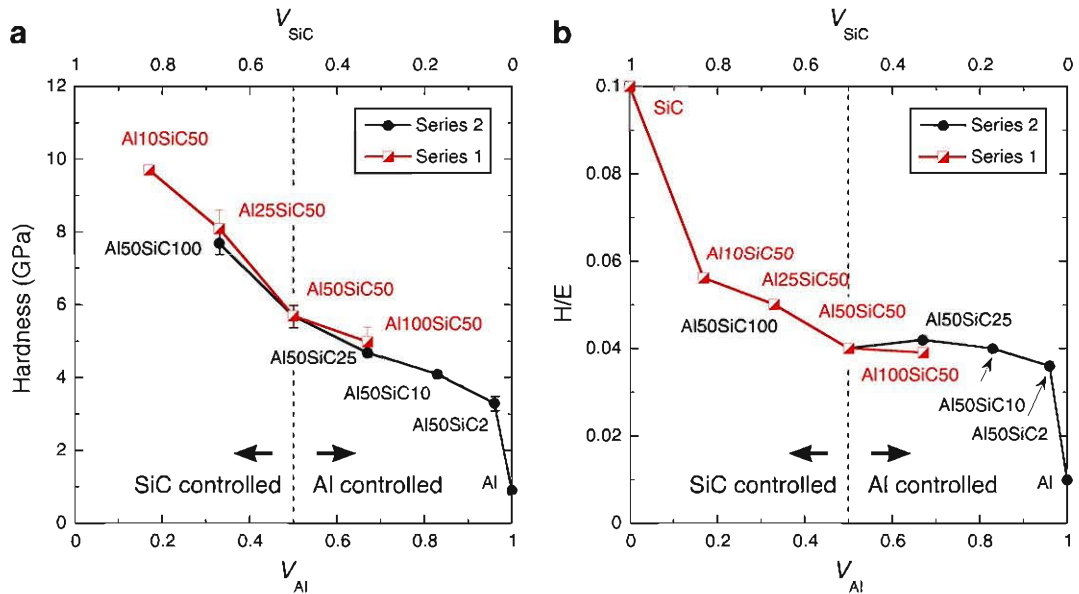 a
V SiC
1 0.8 0.6 0.4 0.2 0
12
10
8
6
4
2
0
Hardness (GPa)
Series 2
Series 1
Al10SiC50
Al25SiC50
Al50SiC100
Al50SiC50
Al100SiC50
Al50SiC25
Al50SiC10
Al50SiC2
Al
SiC controlled
Al controlled
0 0.2 0.4 0.6 0.8 1
V Al
b
V SiC
1 0.8 0.6 0.4 0.2 0
0.1
0.08
0.06
0.04
0.02
0
H/E
Series 2
Series 1
SiC
Al10SiC50
Al25SiC50
Al50SiC100
Al50SiC50
Al50SiC25
Al100SiC50
Al50SiC10
Al50SiC2
Al
SiC controlled
Al controlled
0 0.2 0.4 0.6 0.8 1
V Al